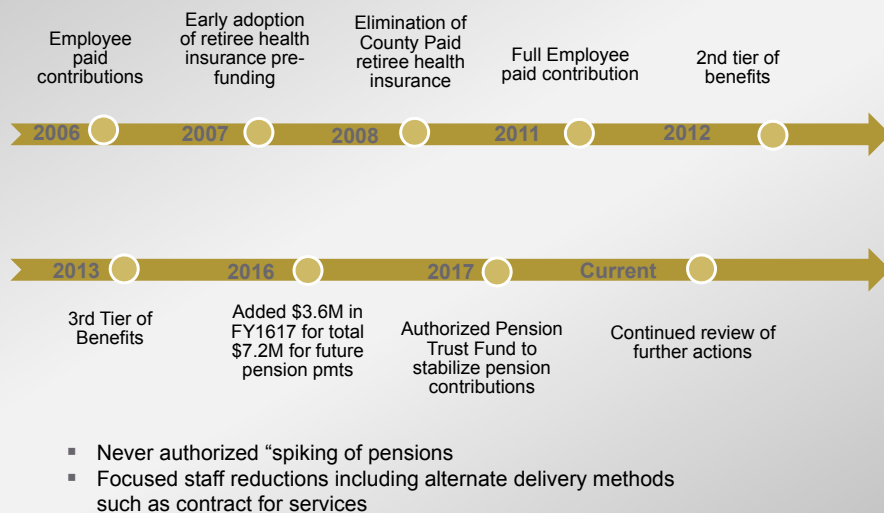 Employee
paid
contributions
Early adoption
of retiree health
insurance pre-
funding
Elimination of
County Paid
retiree health
insurance
Full Employee
paid contribution
2nd tier of
benefits
2006
2007
2008
2011
2012
2013
2016
2017
Current
3rd Tier of
Benefits
Added $3.6M in
FY1617 for total
$7.2M for future
pension pmts
Authorized Pension
Trust Fund to
stabilize pension
contributions
Continued review of
further actions
▪ Never authorized “spiking of pensions
▪ Focused staff reductions including alternate delivery methods
such as contract for services